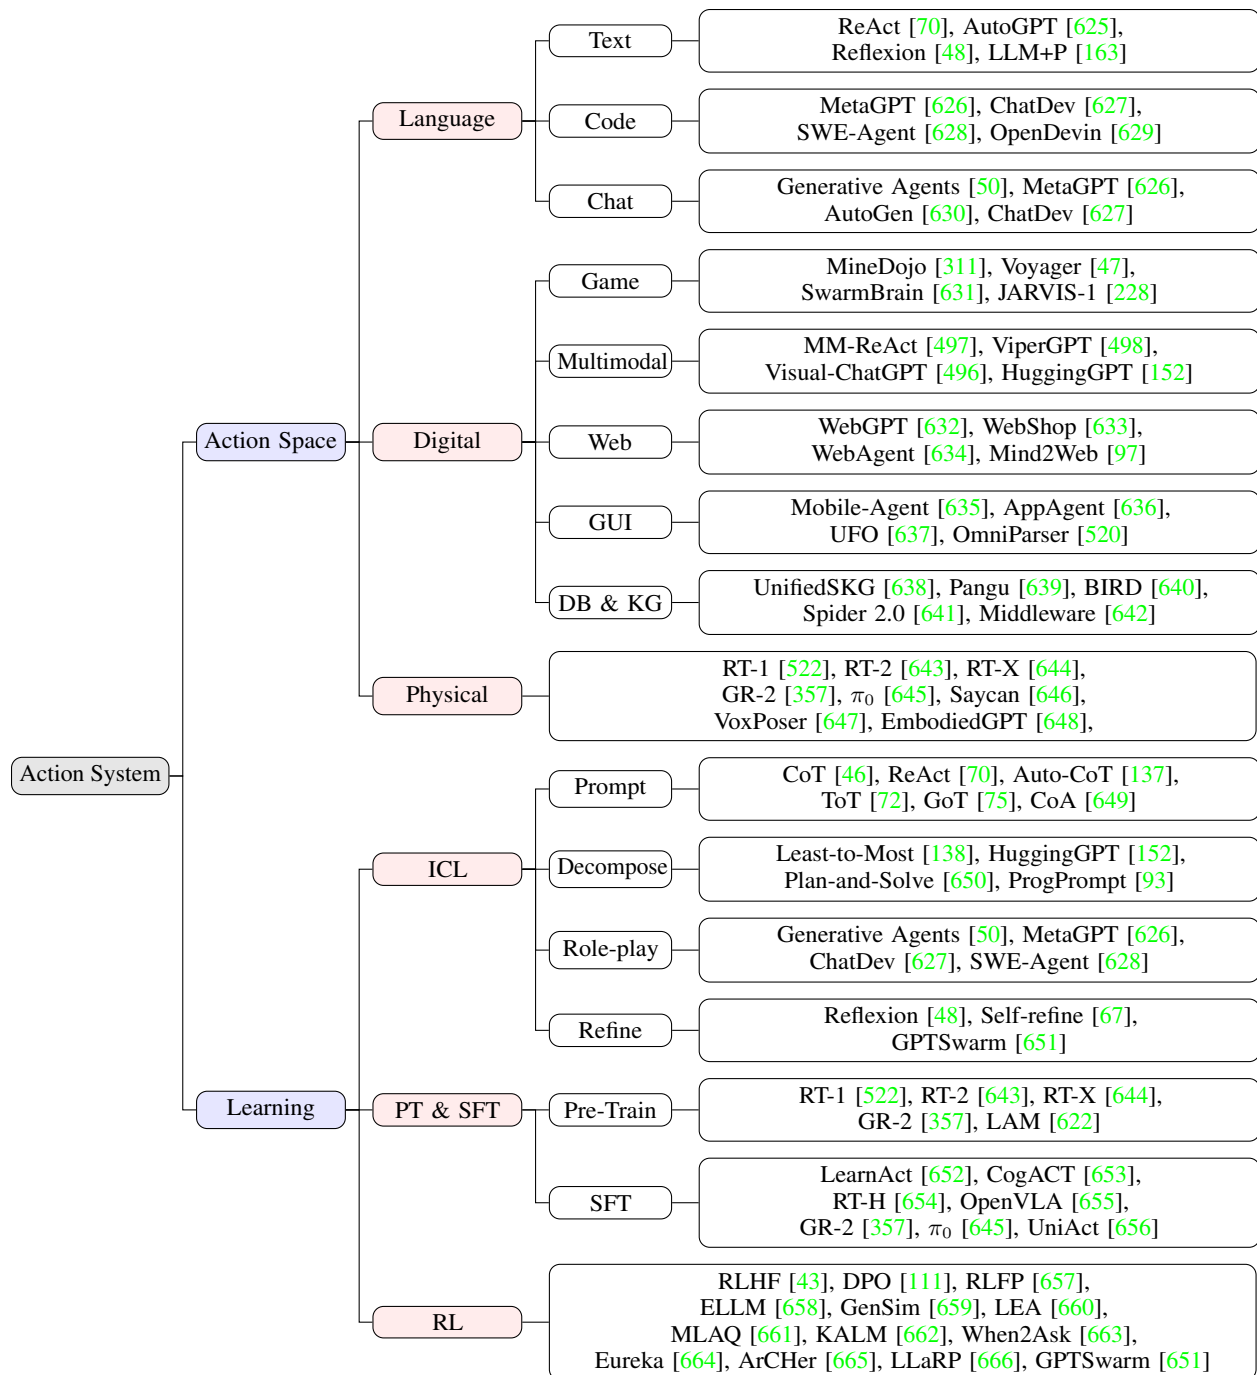 Action System
Action Space
Language
Text
ReAct [70], AutoGPT [625],
Reflexion [48], LLM+P [163]
Code
MetaGPT [626], ChatDev [627],
SWE-Agent [628], OpenDevin [629]
Chat
Generative Agents [50], MetaGPT [626],
AutoGen [630], ChatDev [627]
Digital
Game
MineDojo [311], Voyager [47],
SwarmBrain [631], JARVIS-1 [228]
Multimodal
MM-ReAct [497], ViperGPT [498],
Visual-ChatGPT [496], HuggingGPT [152]
Web
WebGPT [632], WebShop [633],
WebAgent [634], Mind2Web [97]
GUI
Mobile-Agent [635], AppAgent [636],
UFO [637], OmniParser [520]
DB & KG
UnifiedSKG [638], Pangu [639], BIRD [640],
Spider 2.0 [641], Middleware [642]
Physical
RT-1 [522], RT-2 [643], RT-X [644],
GR-2 [357], π₀ [645], Saycan [646],
VoxPoser [647], EmbodiedGPT [648],
Learning
ICL
Prompt
CoT [46], ReAct [70], Auto-CoT [137],
ToT [72], GoT [75], CoA [649]
Decompose
Least-to-Most [138], HuggingGPT [152],
Plan-and-Solve [650], ProgPrompt [93]
Role-play
Generative Agents [50], MetaGPT [626],
ChatDev [627], SWE-Agent [628]
Refine
Reflexion [48], Self-refine [67],
GPTSwarm [651]
PT & SFT
Pre-Train
RT-1 [522], RT-2 [643], RT-X [644],
GR-2 [357], LAM [622]
SFT
LearnAct [652], CogACT [653],
RT-H [654], OpenVLA [655],
GR-2 [357], π₀ [645], UniAct [656]
RL
RLHF [43], DPO [111], RLFP [657],
ELLM [658], GenSim [659], LEA [660],
MLAQ [661], KALM [662], When2Ask [663],
Eureka [664], ArCHer [665], LLaRP [666], GPTSwarm [651]